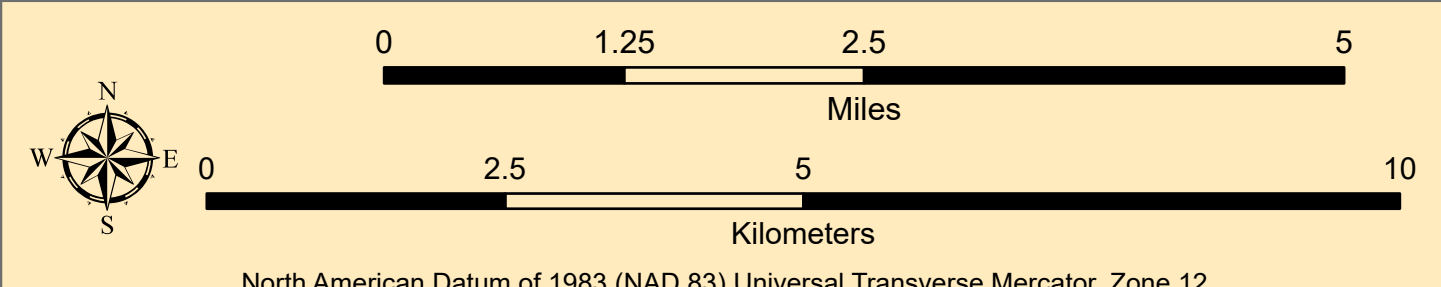 0 1.25 2.5 5
Miles
N
W E
S
0 2.5 5 10
Kilometers
North American Datum of 1983 (NAD 83) Universal Transverse Mercator, Zone 12